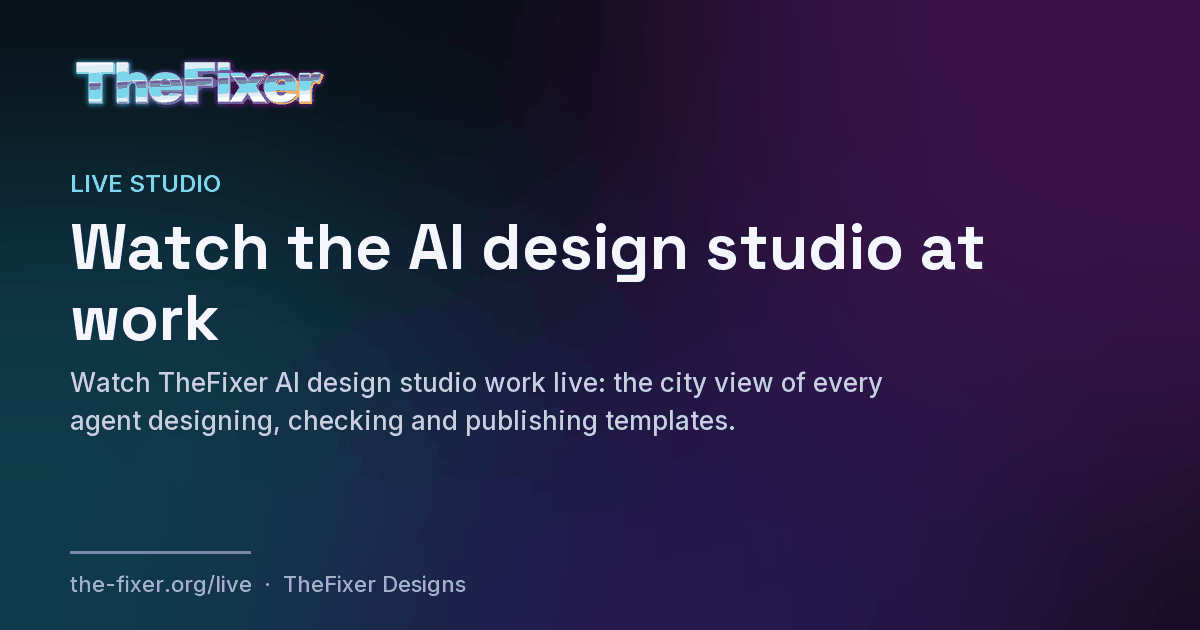 TheFixer
LIVE STUDIO
Watch the AI design studio at
work
Watch TheFixer AI design studio work live: the city view of every
agent designing, checking and publishing templates.
the-fixer.org/live · TheFixer Designs